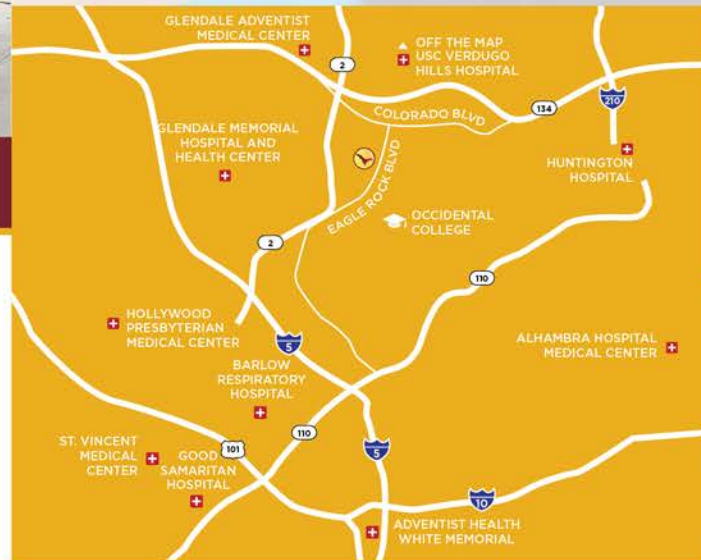 GLENDALE ADVENTIST
MEDICAL CENTER
2
OFF THE MAP
USC VERDUGO
HILLS HOSPITAL
210
134
COLORADO BLVD
GLENDALE MEMORIAL
HOSPITAL AND
HEALTH CENTER
EAGLE ROCK BLVD
HUNTINGTON
HOSPITAL
OCCIDENTAL
COLLEGE
2
110
HOLLYWOOD
PRESBYTERIAN
MEDICAL CENTER
5
ALHAMBRA HOSPITAL
MEDICAL CENTER
BARLOW
RESPIRATORY
HOSPITAL
110
101
5
ST. VINCENT
MEDICAL
CENTER
GOOD
SAMARITAN
HOSPITAL
10
ADVENTIST HEALTH
WHITE MEMORIAL